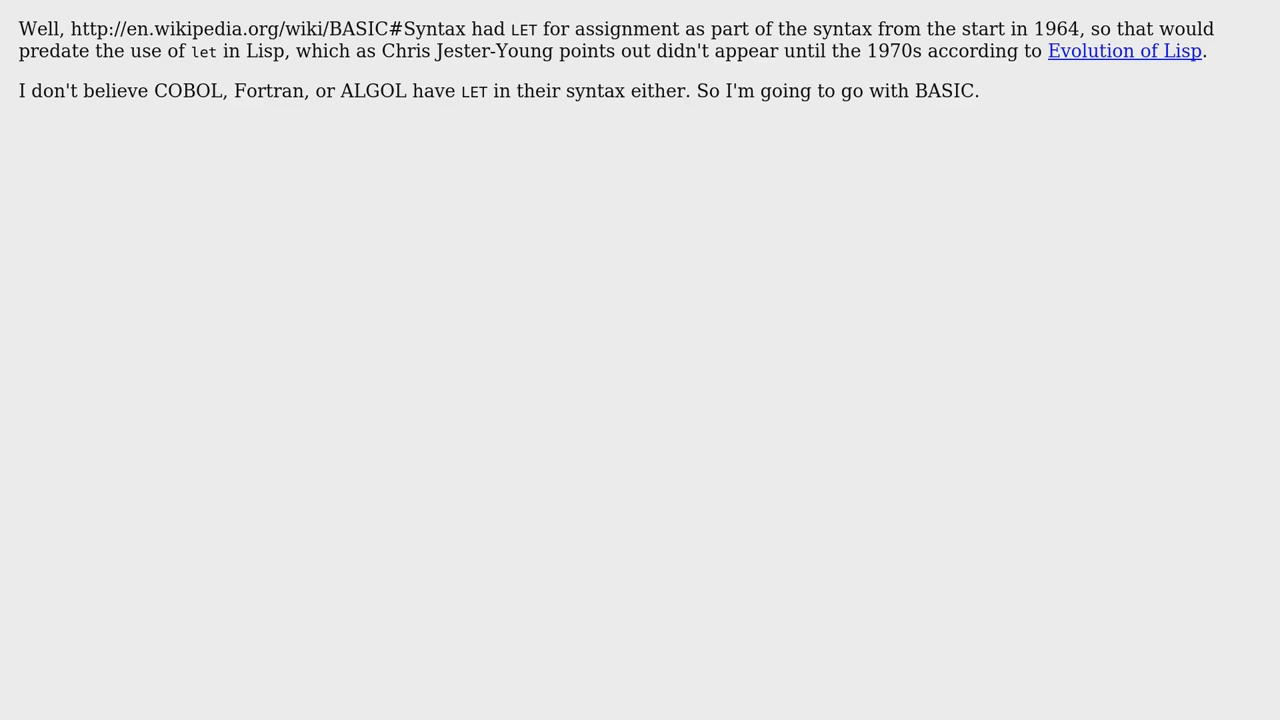 Well, http://en.wikipedia.org/wiki/BASIC#Syntax had LET for assignment as part of the syntax from the start in 1964, so that would
predate the use of let in Lisp, which as Chris Jester-Young points out didn't appear until the 1970s according to Evolution of Lisp.
I don't believe COBOL, Fortran, or ALGOL have LET in their syntax either. So I'm going to go with BASIC.